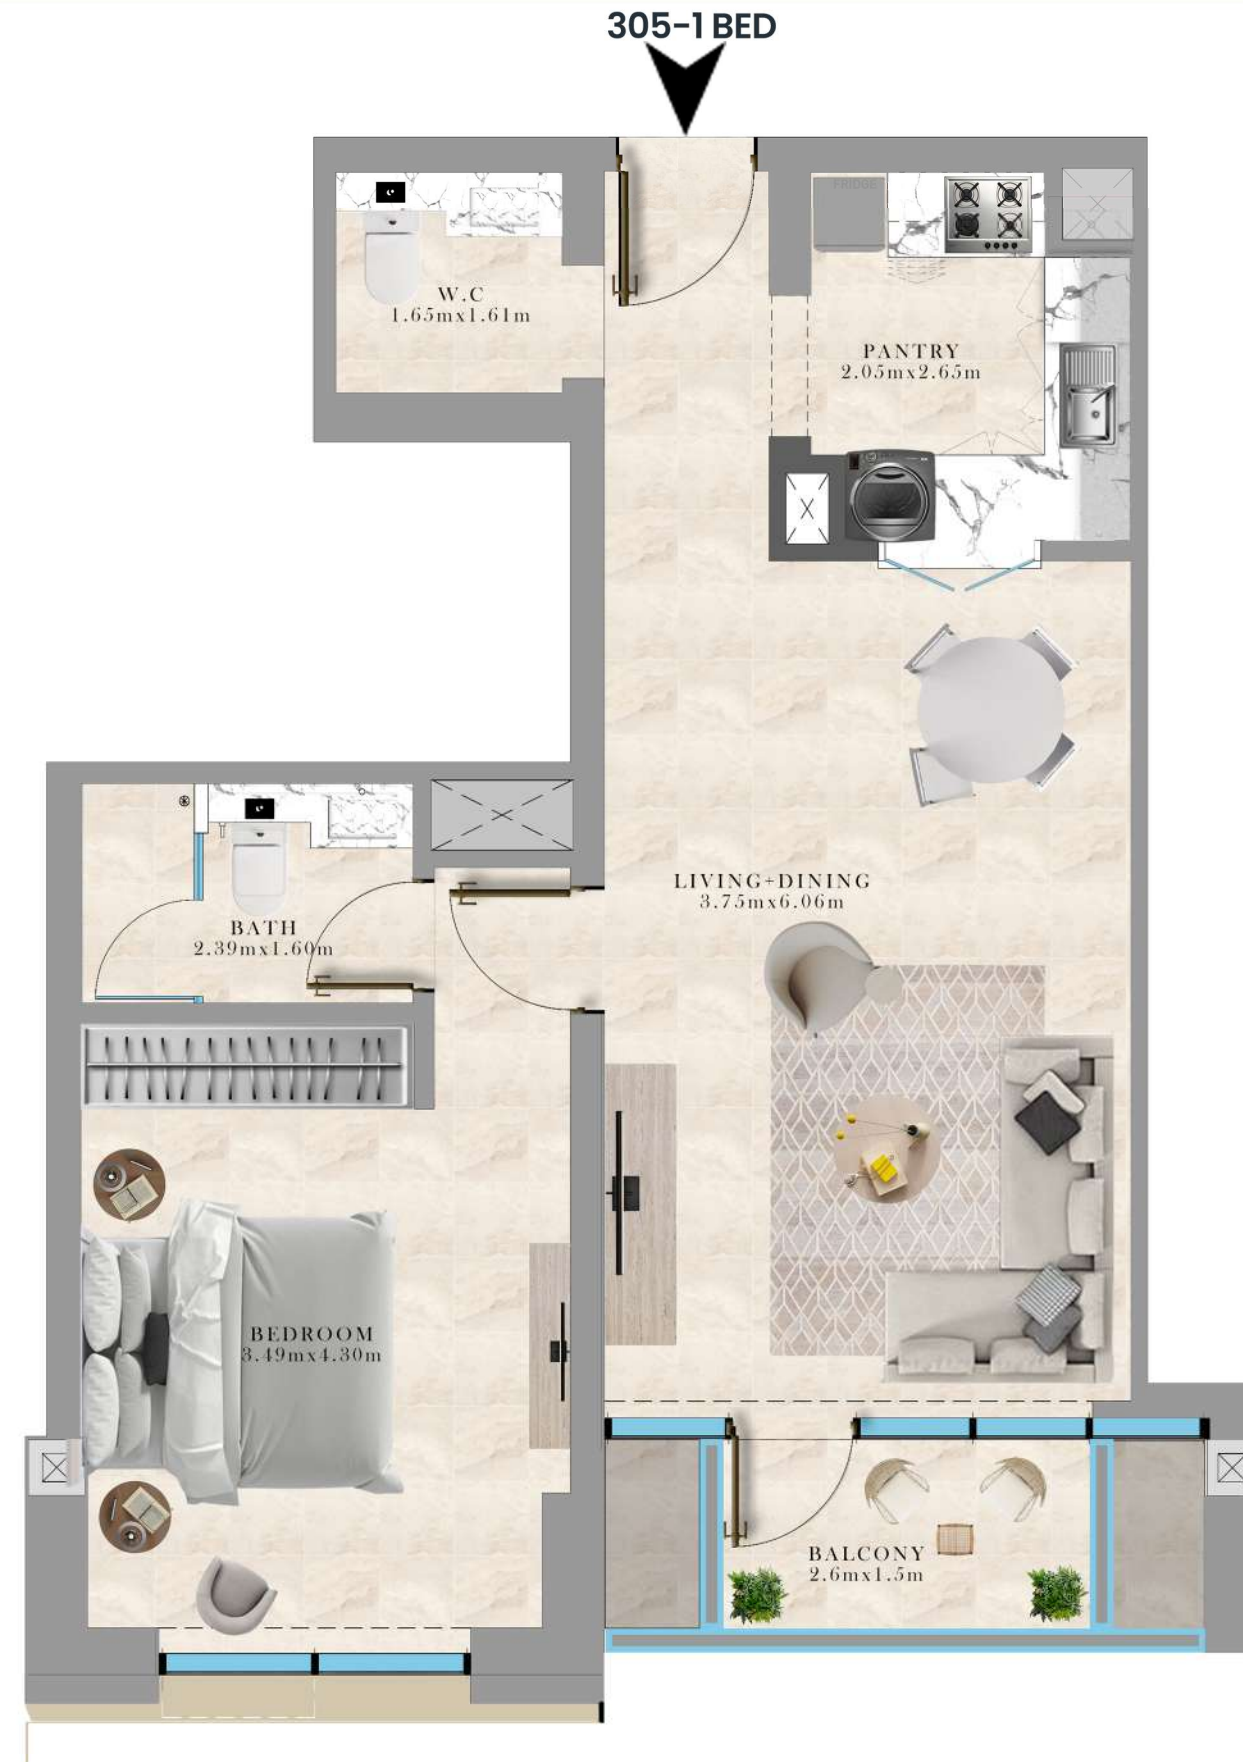 305-1 BED
FRIDGE
W.C
1.65mx1.61m
PANTRY
2.05mx2.65m
LIVING+DINING
3.75mx6.06m
BATH
2.39mx1.60m
BEDROOM
3.49mx4.30m
BALCONY
2.6mx1.5m